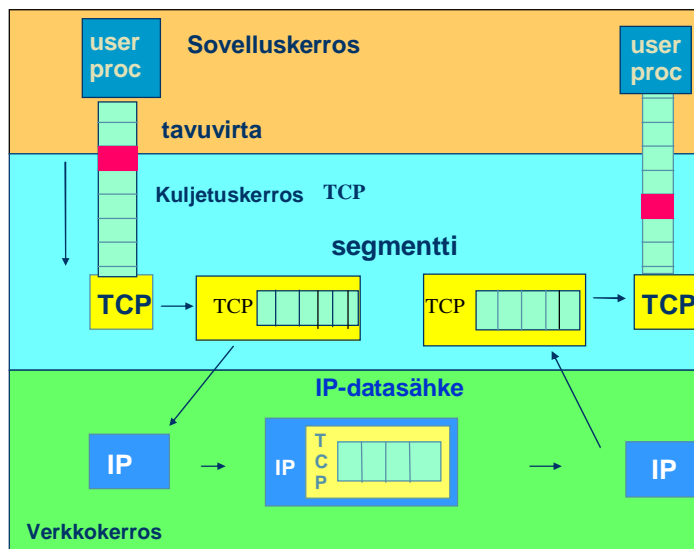 user
proc
Sovelluskerros
user
proc
tavuvirta
Kuljetuskerros TCP
segmentti
TCP
TCP
TCP
TCP
IP-datasähke
IP
IP
T
C
P
IP
Verkkokerros